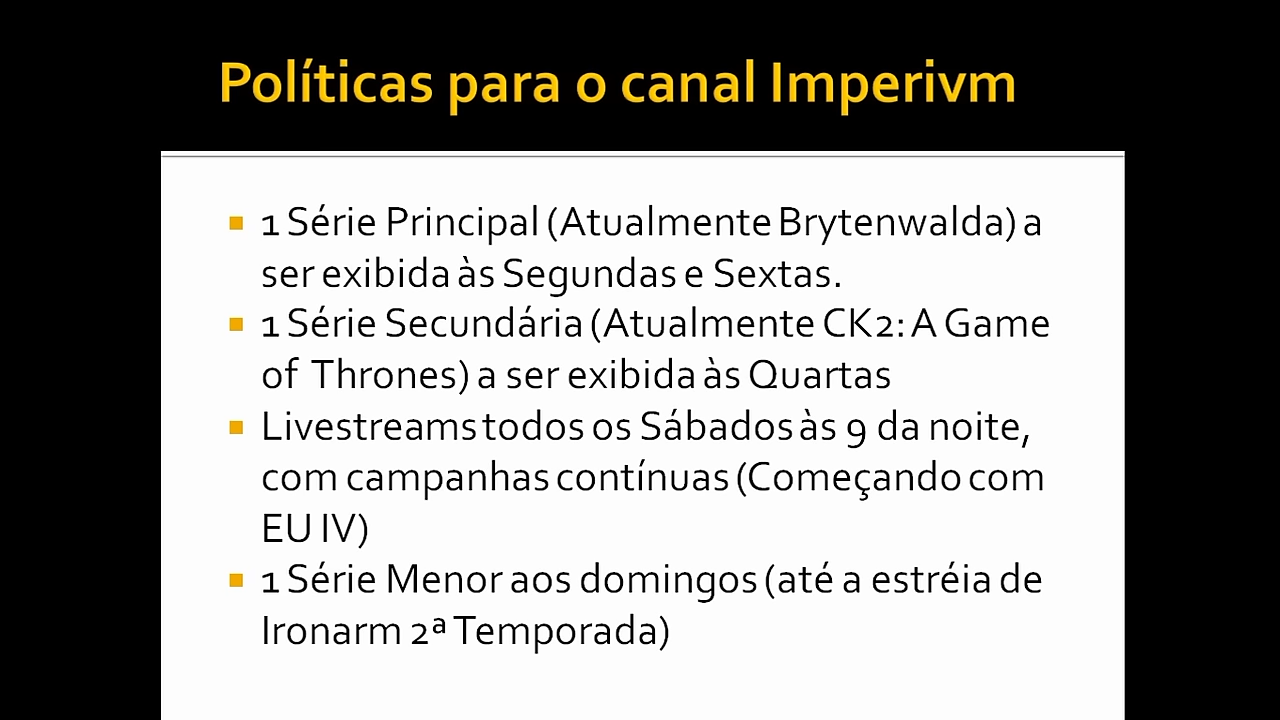 Políticas para o canal Imperivm
1 Série Principal (Atualmente Brytenwalda) a
ser exibida às Segundas e Sextas.
1 Série Secundária (Atualmente CK2: A Game
of Thrones) a ser exibida às Quartas
Livestreams todos os Sábados às 9 da noite,
com campanhas contínuas (Começando com
EU IV)
1 Série Menor aos domingos (até a estréia de
Ironarm 2ª Temporada)